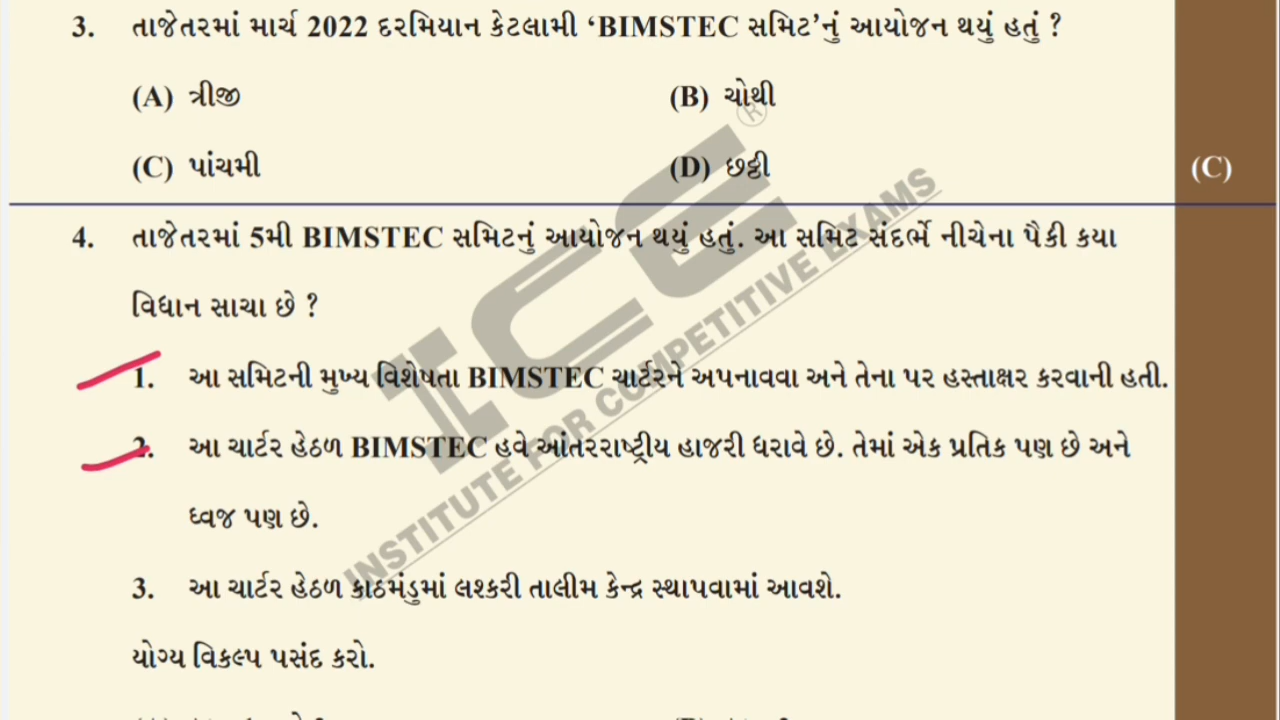 3. તાજેતરમાં માર્ચ 2022 દરમિયાન કેટલામી ‘BIMSTEC સમિટ’નું આયોજન થયું હતું ?
(A) ત્રીજી (B) ચોથી
(C) પાંચમી (D) છઠ્ઠી (C)
4. તાજેતરમાં 5મી BIMSTEC સમિટનું આયોજન થયું હતું. આ સમિટ સંદર્ભે નીચેના પૈકી કયા
વિધાન સાચા છે ?
1. આ સમિટની મુખ્ય વિશેષતા BIMSTEC ચાર્ટરને અપનાવવા અને તેના પર હસ્તાક્ષર કરવાની હતી.
2. આ ચાર્ટર હેઠળ BIMSTEC હવે આંતરરાષ્ટ્રીય હાજરી ધરાવે છે. તેમાં એક પ્રતિક પણ છે અને
ધ્વજ પણ છે.
3. આ ચાર્ટર હેઠળ કાઠમંડુમાં લશ્કરી તાલીમ કેન્દ્ર સ્થાપવામાં આવશે.
યોગ્ય વિકલ્પ પસંદ કરો.
ICE ®
INSTITUTE FOR COMPETITIVE EXAMS